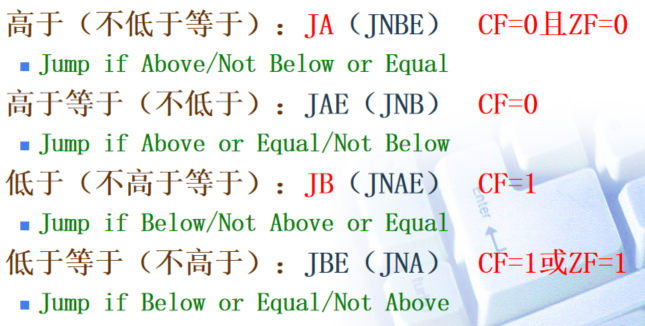 高于（不低于等于）：JA（JNBE） CF=0且ZF=0
■ Jump if Above/Not Below or Equal
高于等于（不低于）：JAE（JNB） CF=0
■ Jump if Above or Equal/Not Below
低于（不高于等于）：JB（JNAE） CF=1
■ Jump if Below/Not Above or Equal
低于等于（不高于）：JBE（JNA） CF=1或ZF=1
■ Jump if Below or Equal/Not Above
Enter